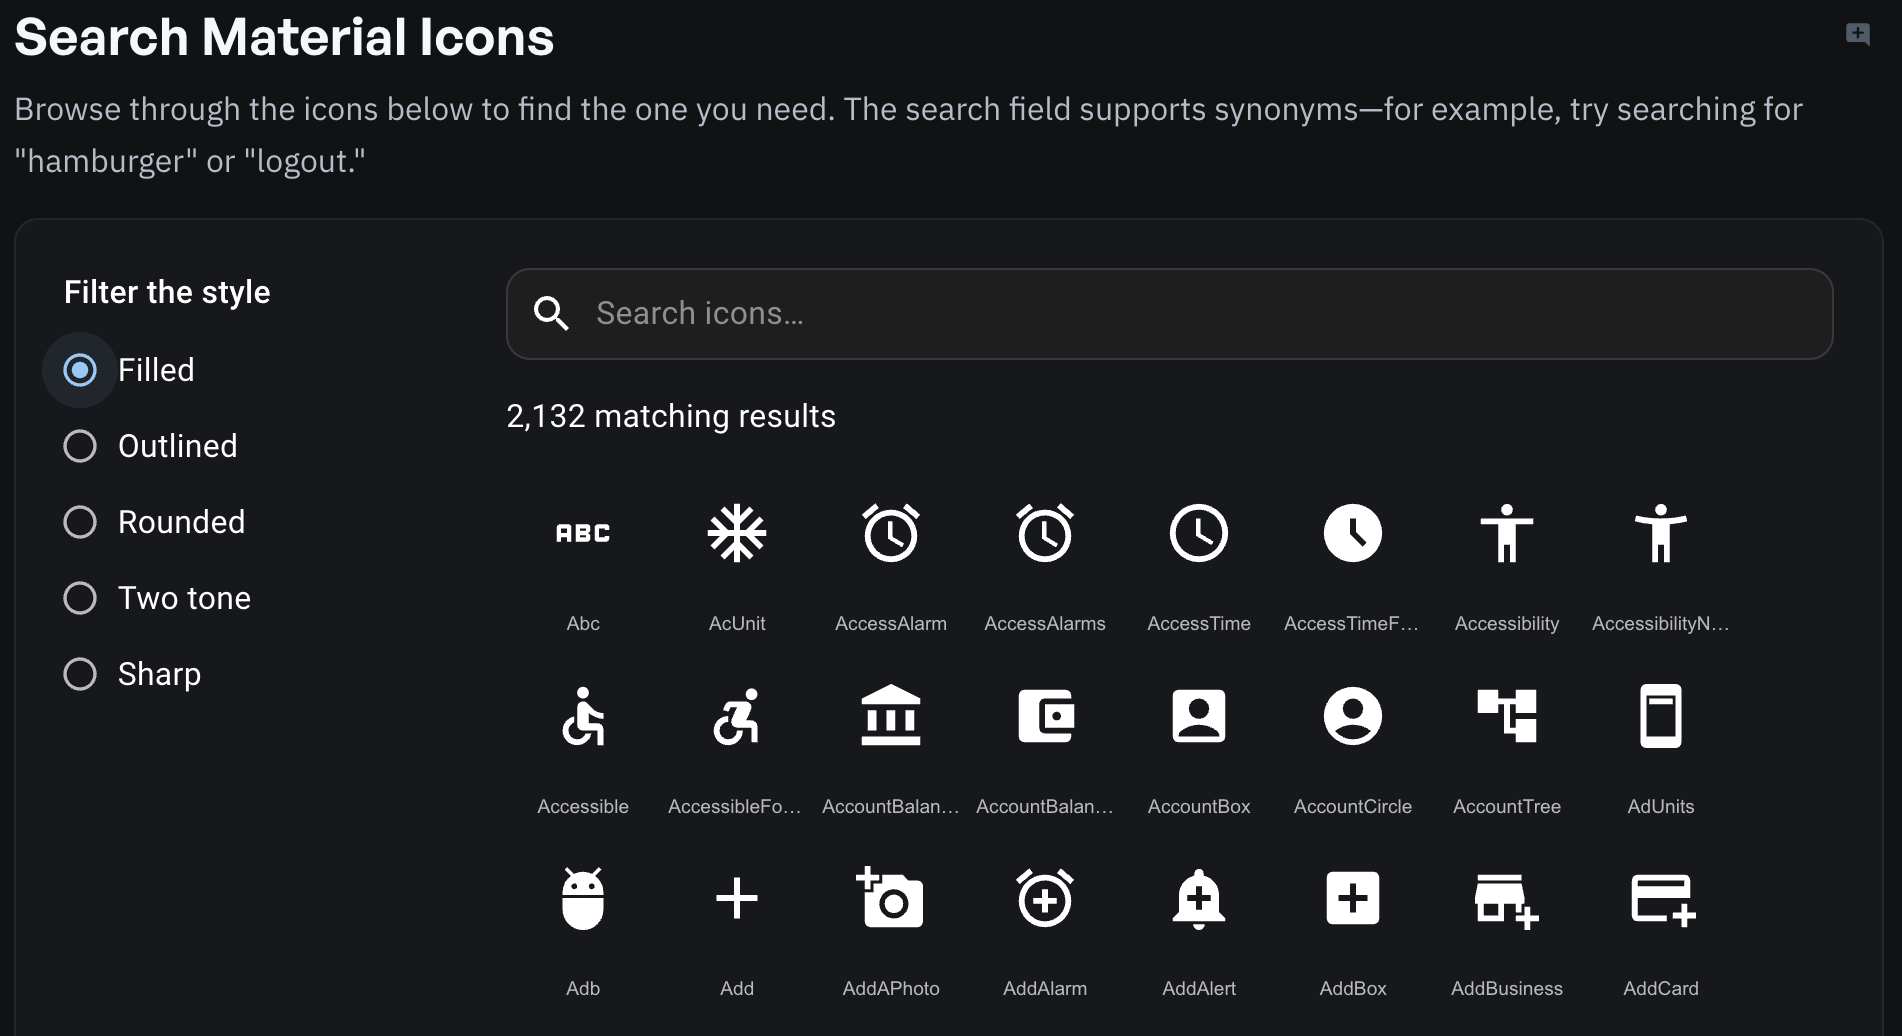 Search Material Icons
Browse through the icons below to find the one you need. The search field supports synonyms—for example, try searching for
"hamburger" or "logout."
Filter the style
Filled
Outlined
Rounded
Two tone
Sharp
Search icons…
2,132 matching results
ABC
Abc AcUnit AccessAlarm AccessAlarms AccessTime AccessTimeF… Accessibility AccessibilityN…
Accessible AccessibleFo… AccountBalan… AccountBalan… AccountBox AccountCircle AccountTree AdUnits
Adb Add AddAPhoto AddAlarm AddAlert AddBox AddBusiness AddCard